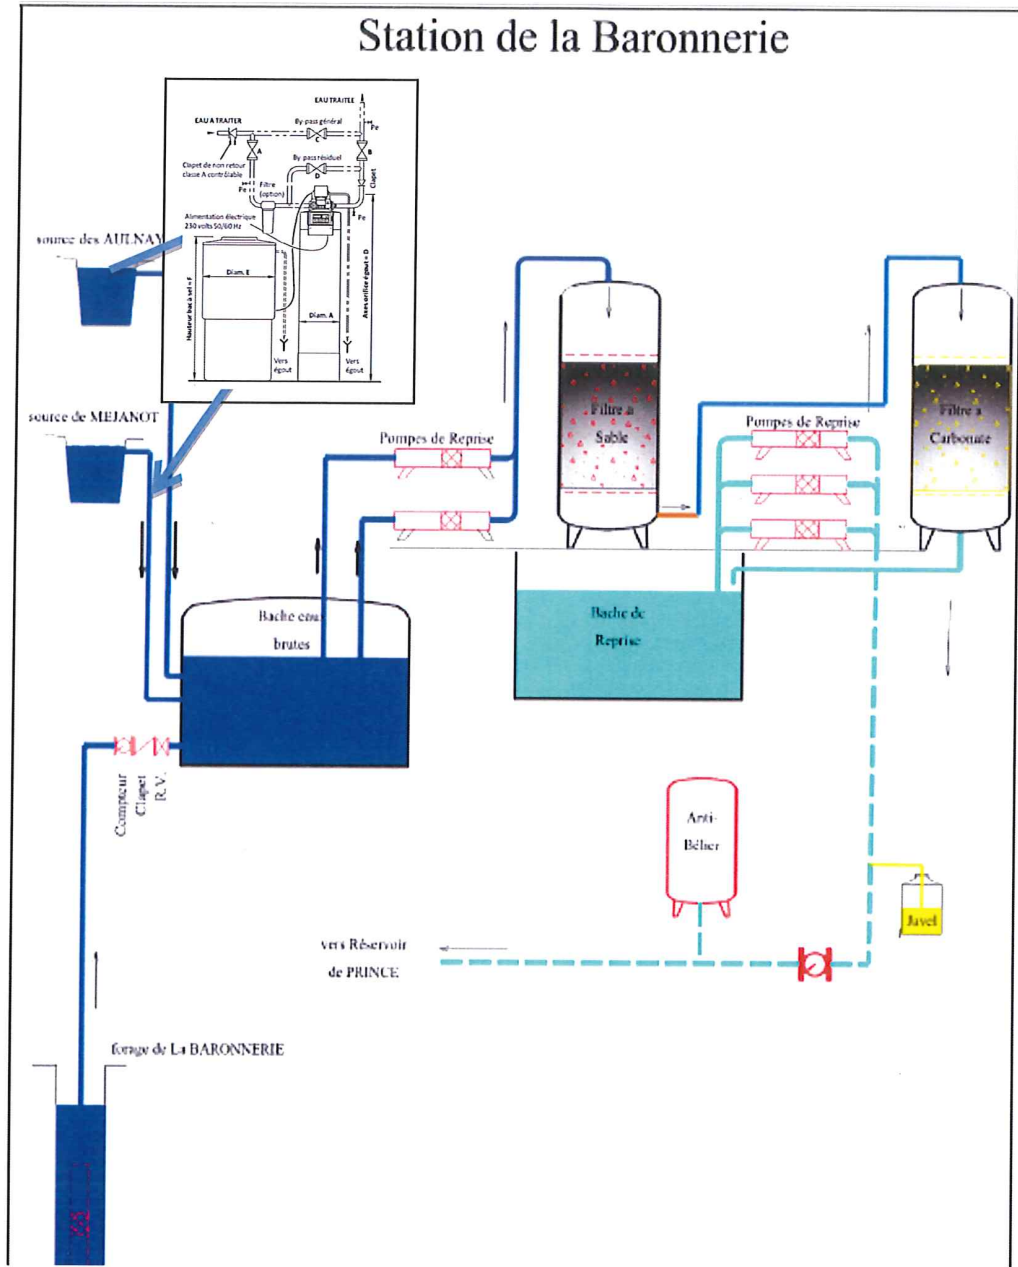 Station de la Baronnerie
EAU TRAITEE
EAU A TRAITER
By-pass général
Pe
C
A
B
Clapet de non retour
classe A contrôlable
By-pass résiduel
D
Clapet
Pe
Filtre
(option)
Pe
Alimentation électrique
230 volts 50/60 Hz
Hauteur bac à sel = F
Diam. E
Diam. A
Axes orifice égout = D
Vers
égout
Vers
égout
source des AULNAY
source de MEJANOT
Pompes de Reprise
Filtre a
Sable
Pompes de Reprise
Filtre a
Carbonate
Bache eaux
brutes
Bache de
Reprise
Compteur
Clapet
R.V.
Anti-
Bélier
Javel
vers Réservoir
de PRINCE
forage de La BARONNERIE